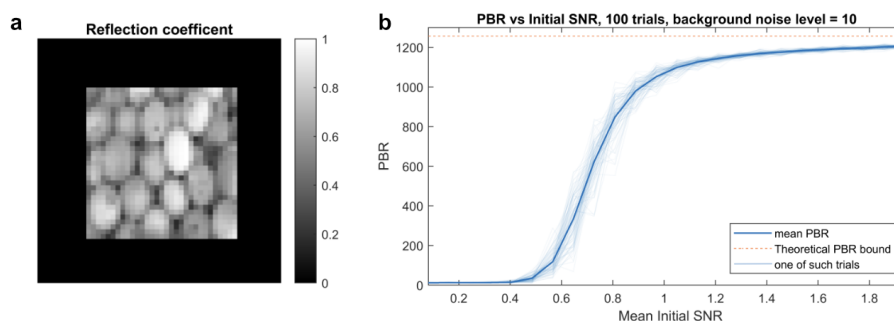 a
Reflection coefficent
1
0.8
0.6
0.4
0.2
0
b
PBR vs Initial SNR, 100 trials, background noise level = 10
PBR
1200
1000
800
600
400
200
0
0.2 0.4 0.6 0.8 1 1.2 1.4 1.6 1.8
Mean Initial SNR
mean PBR
Theoretical PBR bound
one of such trials